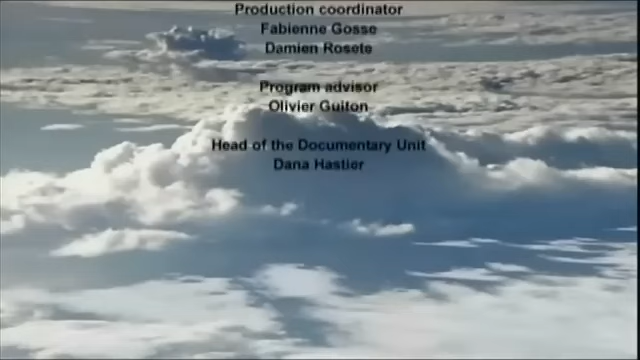 Production coordinator
Fabienne Gosse
Damien Rosete
Program advisor
Olivier Guiton
Head of the Documentary Unit
Dana Hastier